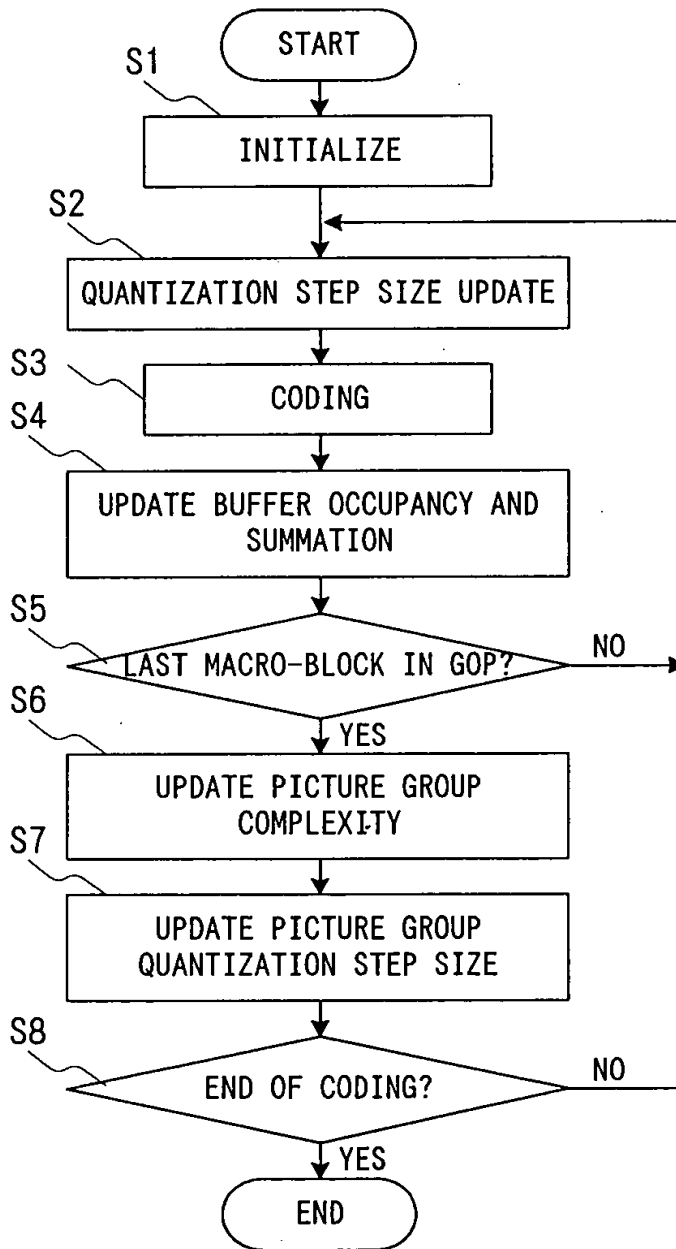 START
S1
INITIALIZE
S2
QUANTIZATION STEP SIZE UPDATE
S3
CODING
S4
UPDATE BUFFER OCCUPANCY AND
SUMMATION
S5
LAST MACRO-BLOCK IN GOP?
NO
YES
S6
UPDATE PICTURE GROUP
COMPLEXITY
S7
UPDATE PICTURE GROUP
QUANTIZATION STEP SIZE
S8
END OF CODING?
NO
YES
END